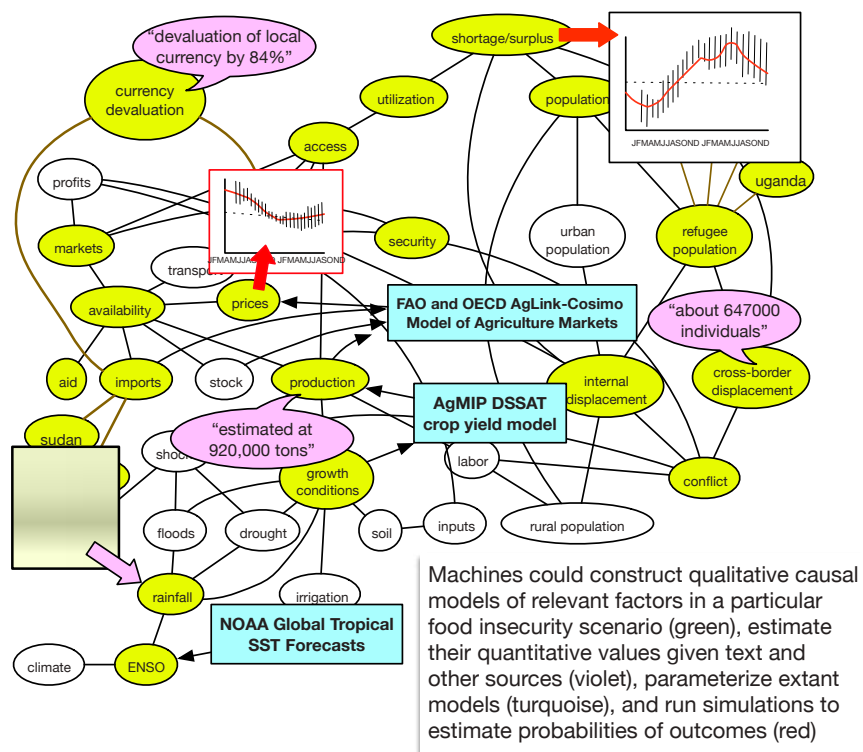 "devaluation of local
currency by 84%"
shortage/surplus
currency
devaluation
utilization
population
JFMAMJJASOND JFMAMJJASOND
access
profits
uganda
markets
security
urban
population
refugee
population
JFMAMJJASOND JFMAMJJASOND
transport
availability
prices
FAO and OECD AgLink-Cosimo
Model of Agriculture Markets
"about 647000
individuals"
aid
imports
stock
production
internal
displacement
cross-border
displacement
AgMIP DSSAT
crop yield model
sudan
"estimated at
920,000 tons"
labor
growth
conditions
conflict
floods
drought
soil
inputs
rural population
rainfall
irrigation
NOAA Global Tropical
SST Forecasts
climate
ENSO
Machines could construct qualitative causal
models of relevant factors in a particular
food insecurity scenario (green), estimate
their quantitative values given text and
other sources (violet), parameterize extant
models (turquoise), and run simulations to
estimate probabilities of outcomes (red)